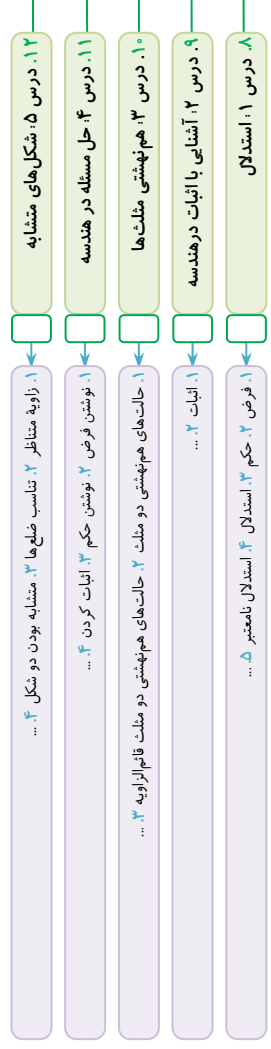 ۸. درس ۱: استدلال
۱. فرض ۲. حکم ۳. استدلال ۴. استدلال نامعتبر ۵. ...
۹. درس ۲: آشنایی با اثبات درهندسه
۱. اثبات ۲. ...
۱۰. درس ۳: هم‌نهشتی مثلث‌ها
۱. حالت‌های هم‌نهشتی دو مثلث ۲. حالت‌های هم‌نهشتی دو مثلث قائم‌الزاویه ۳. ...
۱۱. درس ۴: حل مسئله در هندسه
۱. نوشتن فرض ۲. نوشتن حکم ۳. اثبات کردن ۴. ...
۱۲. درس ۵: شکل‌های متشابه
۱. زاویهٔ متناظر ۲. تناسب ضلع‌ها ۳. متشابه بودن دو شکل ۴. ...